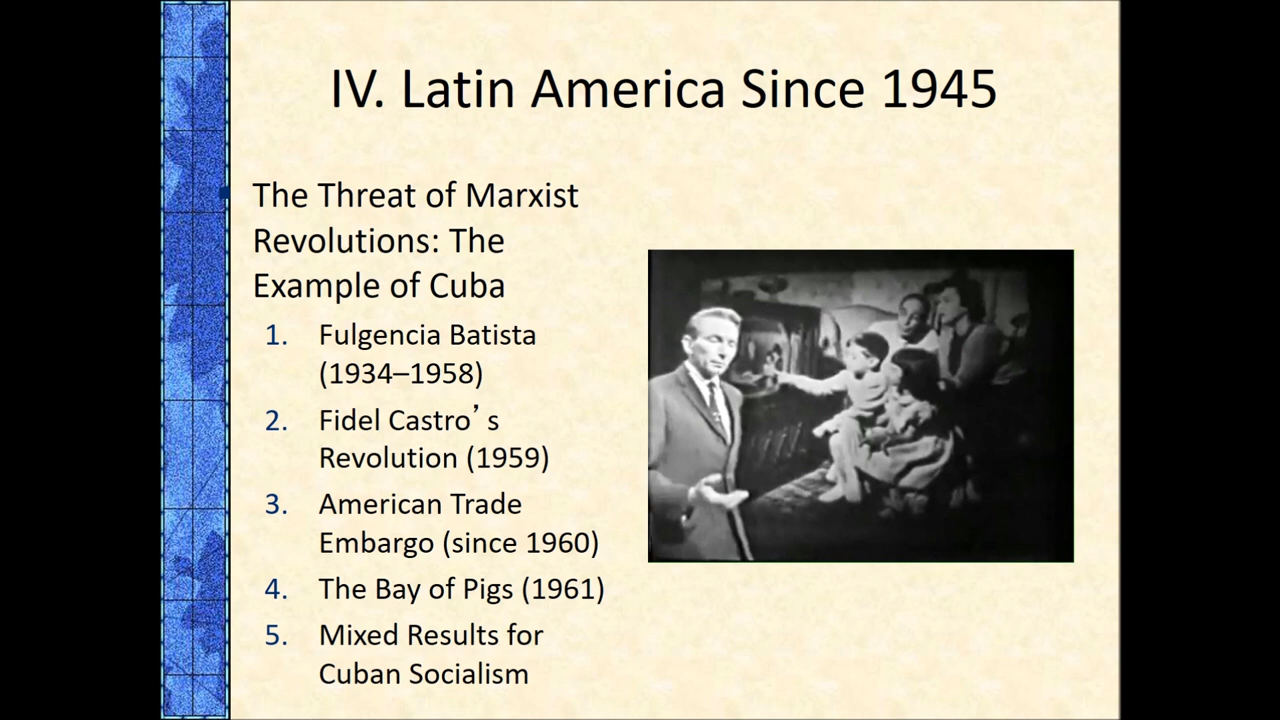 IV. Latin America Since 1945
The Threat of Marxist
Revolutions: The
Example of Cuba
1. Fulgencia Batista
(1934–1958)
2. Fidel Castro’ s
Revolution (1959)
3. American Trade
Embargo (since 1960)
4. The Bay of Pigs (1961)
5. Mixed Results for
Cuban Socialism